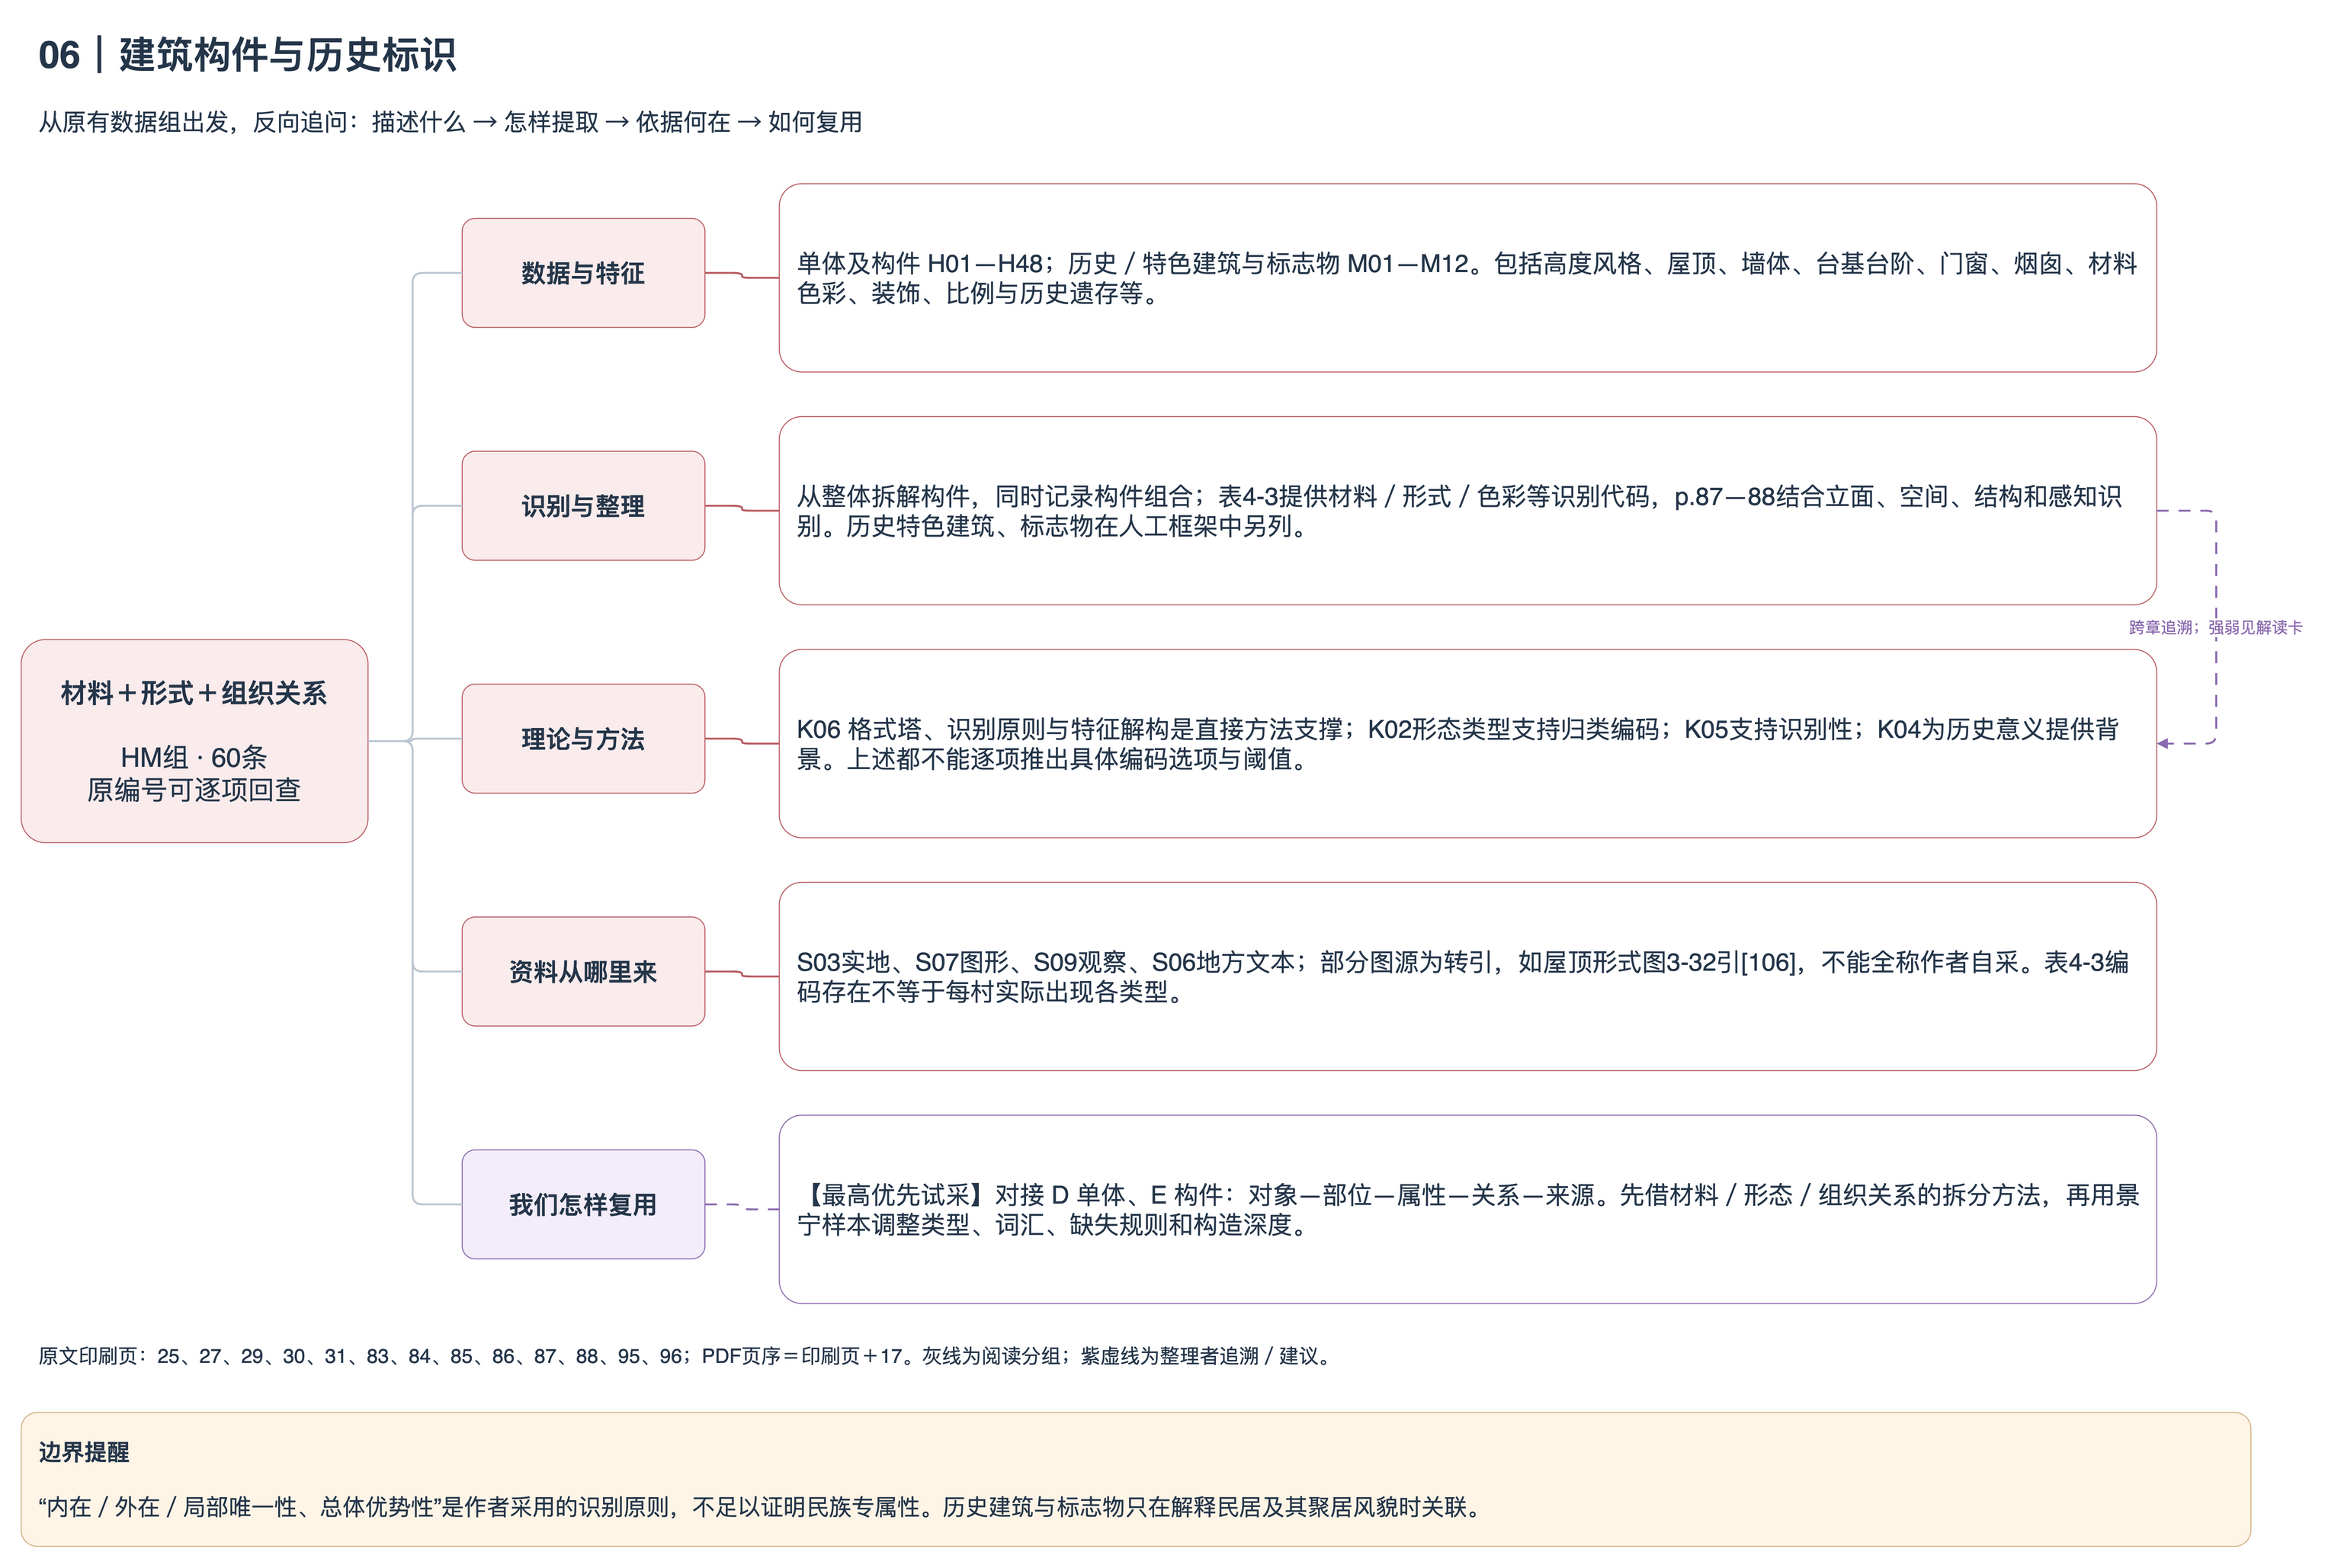 06｜建筑构件与历史标识
从原有数据组出发，反向追问：描述什么 → 怎样提取 → 依据何在 → 如何复用
材料＋形式＋组织关系
HM组 · 60条
原编号可逐项回查
数据与特征
单体及构件 H01—H48；历史 / 特色建筑与标志物 M01—M12。包括高度风格、屋顶、墙体、台基台阶、门窗、烟囱、材料
色彩、装饰、比例与历史遗存等。
识别与整理
从整体拆解构件，同时记录构件组合；表4-3提供材料 / 形式 / 色彩等识别代码，p.87—88结合立面、空间、结构和感知识
别。历史特色建筑、标志物在人工框架中另列。
跨章追溯；强弱见解读卡
理论与方法
K06 格式塔、识别原则与特征解构是直接方法支撑；K02形态类型支持归类编码；K05支持识别性；K04为历史意义提供背
景。上述都不能逐项推出具体编码选项与阈值。
资料从哪里来
S03实地、S07图形、S09观察、S06地方文本；部分图源为转引，如屋顶形式图3-32引[106]，不能全称作者自采。表4-3编
码存在不等于每村实际出现各类型。
我们怎样复用
【最高优先试采】对接 D 单体、E 构件：对象—部位—属性—关系—来源。先借材料 / 形态 / 组织关系的拆分方法，再用景
宁样本调整类型、词汇、缺失规则和构造深度。
原文印刷页：25、27、29、30、31、83、84、85、86、87、88、95、96；PDF页序＝印刷页＋17。灰线为阅读分组；紫虚线为整理者追溯 / 建议。
边界提醒
“内在 / 外在 / 局部唯一性、总体优势性”是作者采用的识别原则，不足以证明民族专属性。历史建筑与标志物只在解释民居及其聚居风貌时关联。